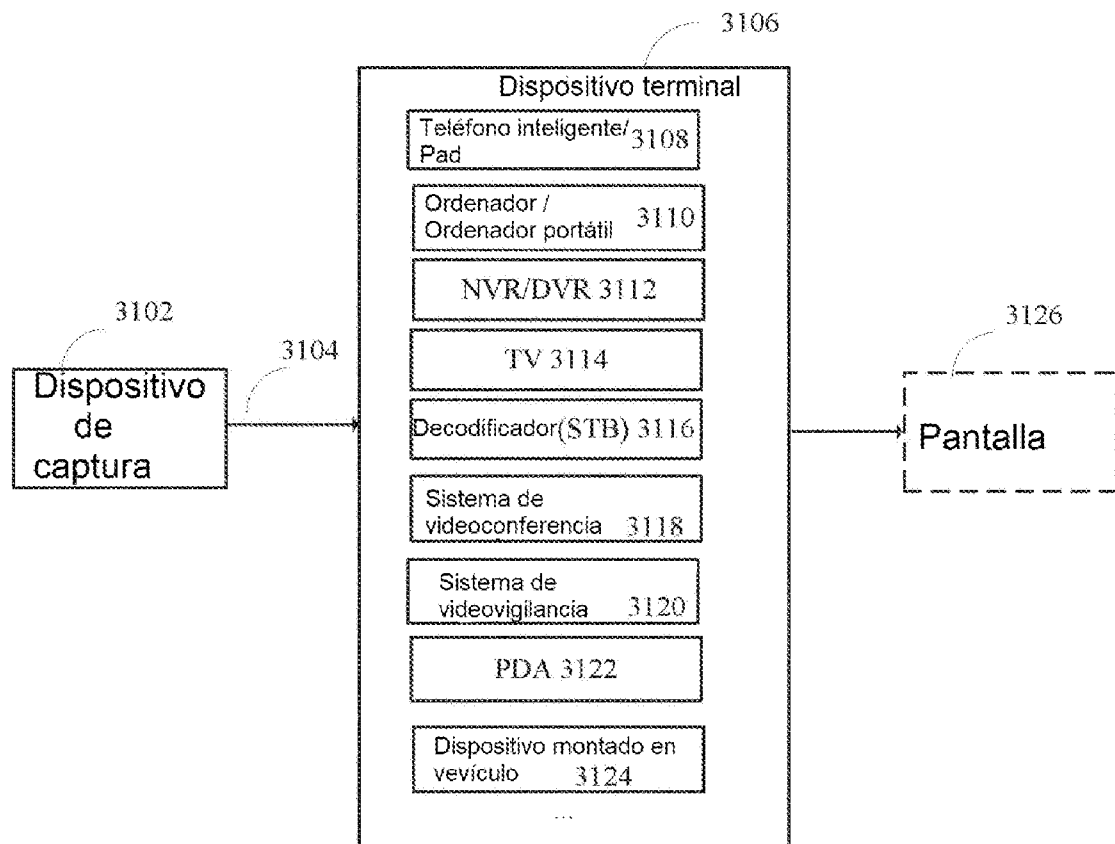 3106
Dispositivo terminal
Teléfono inteligente/
Pad 3108
Ordenador /
Ordenador portátil 3110
NVR/DVR 3112
TV 3114
Decodificador(STB) 3116
Sistema de
videoconferencia 3118
Sistema de
videovigilancia 3120
PDA 3122
Dispositivo montado en
vevículo 3124
...
3102
3104
Dispositivo
de
captura
3126
Pantalla